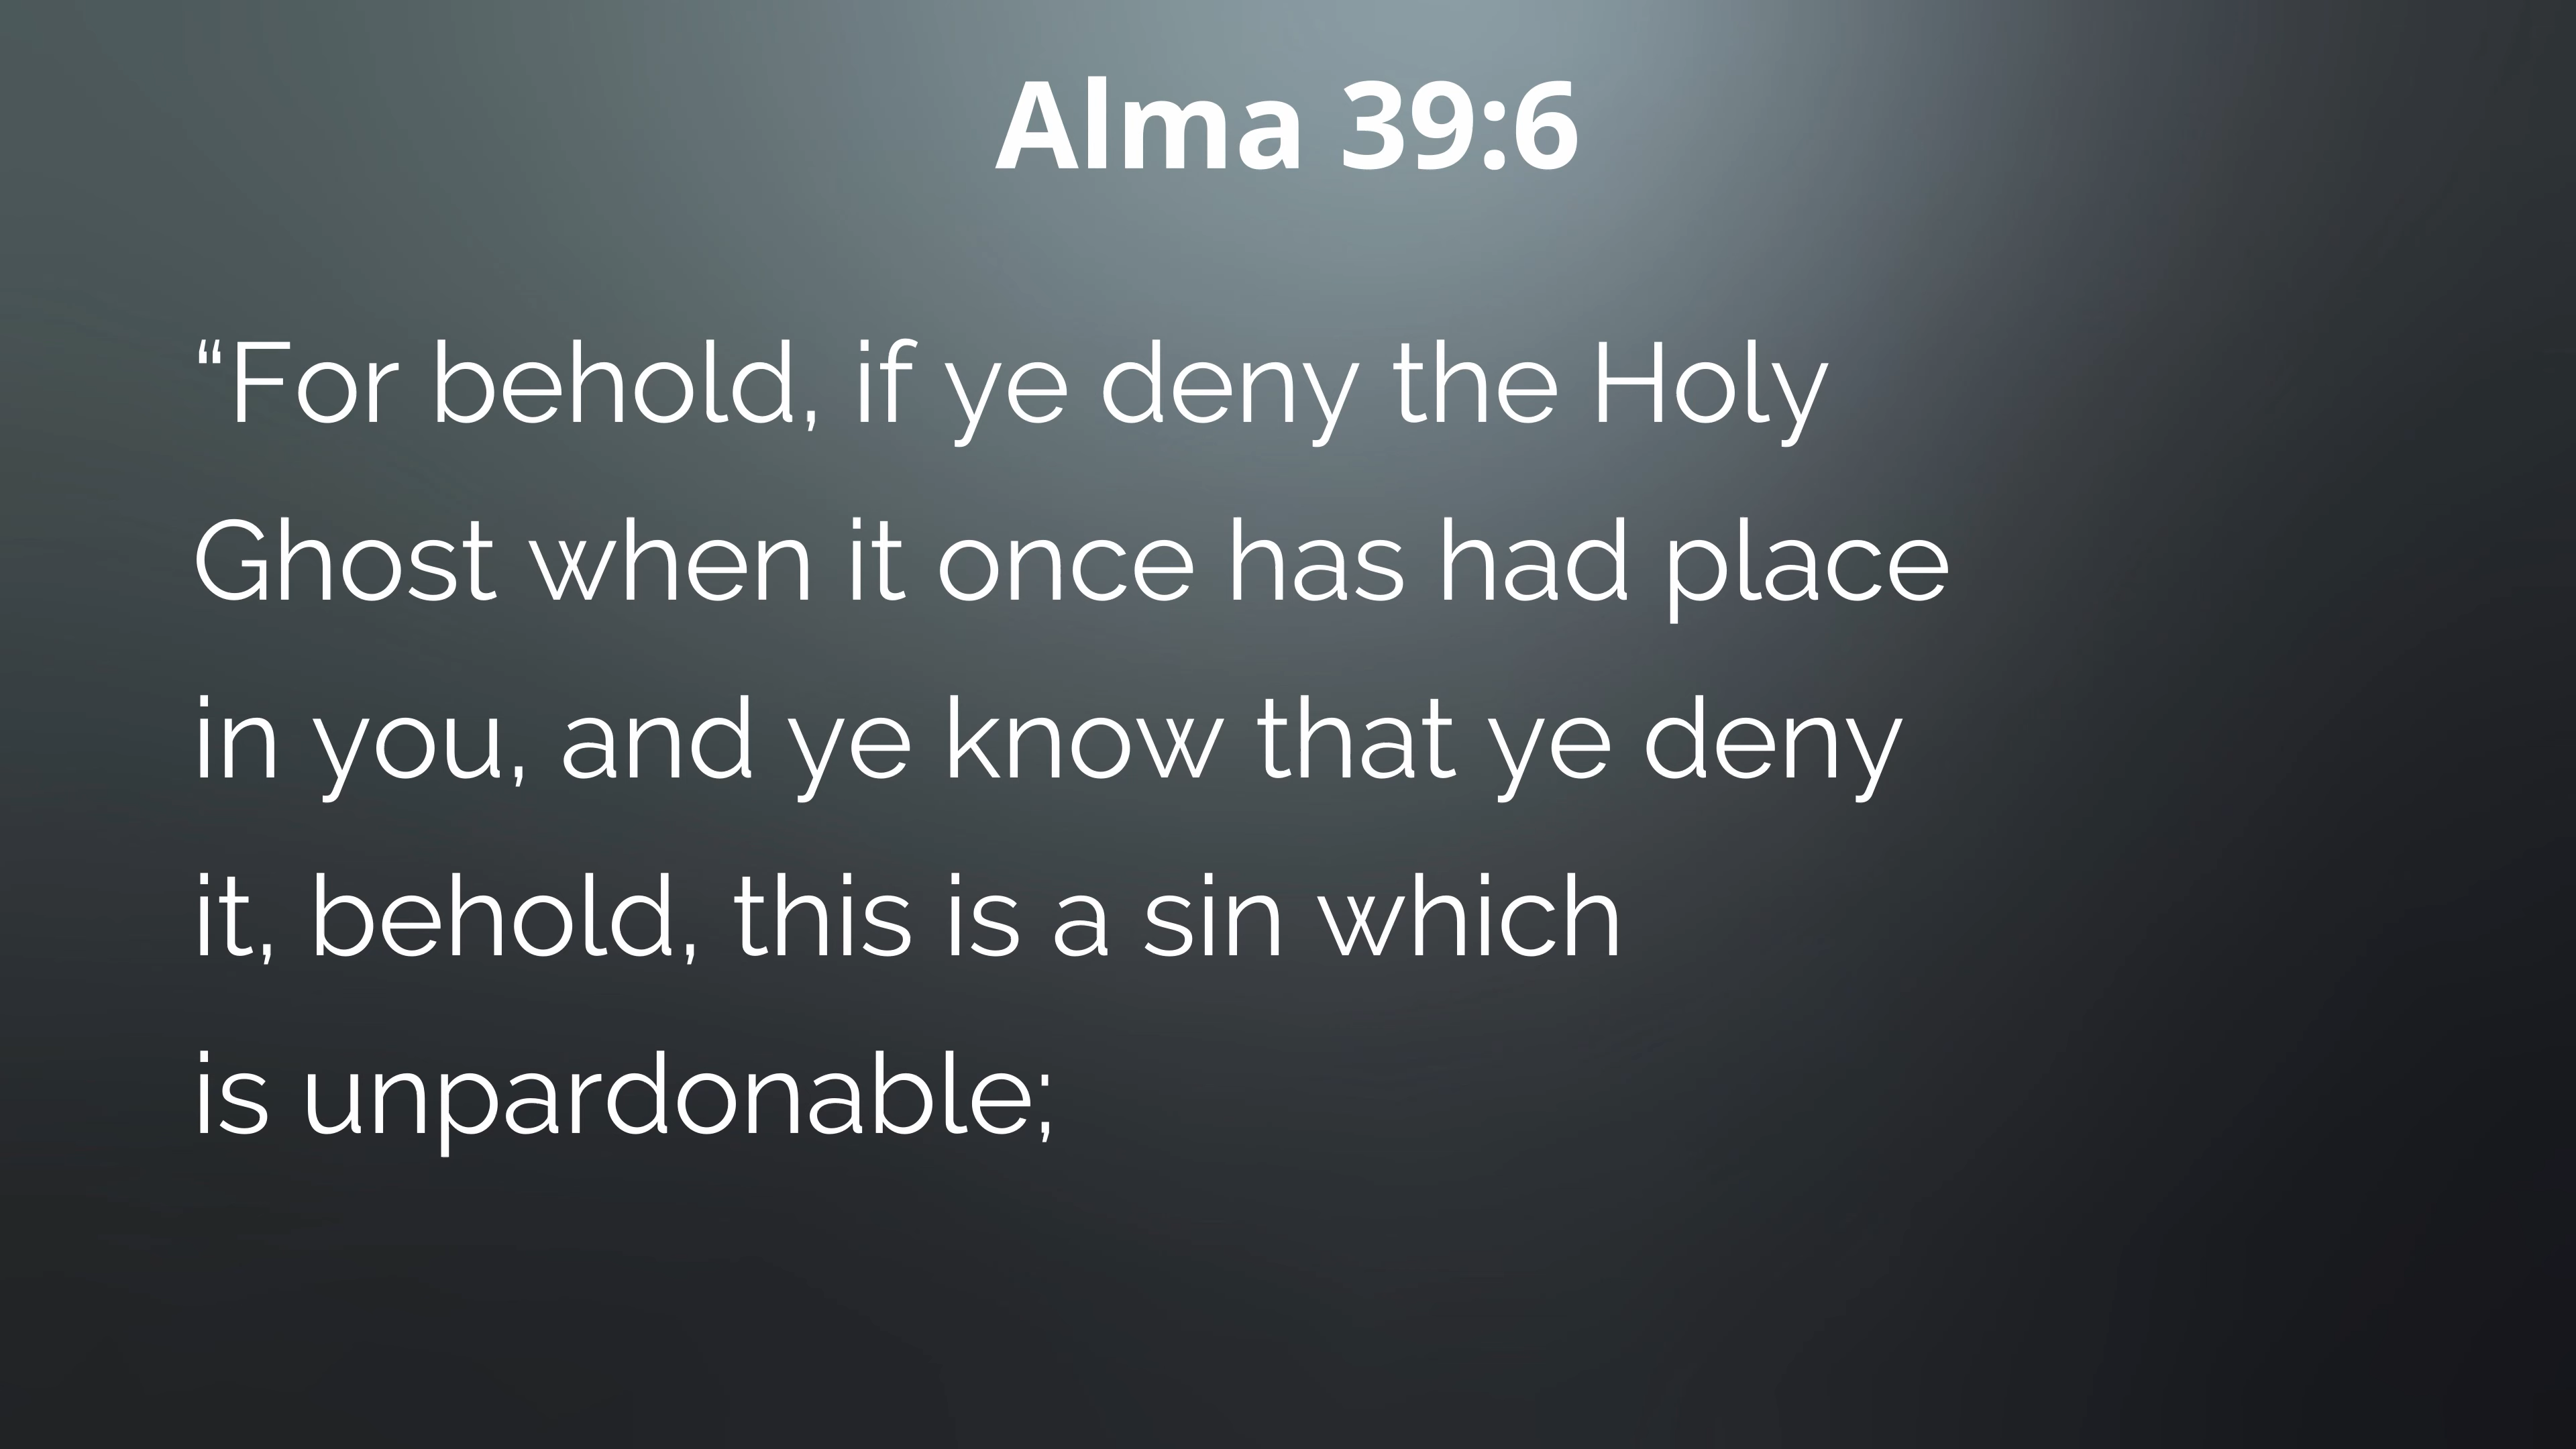 Alma 39:6
“For behold, if ye deny the Holy
Ghost when it once has had place
in you, and ye know that ye deny
it, behold, this is a sin which
is unpardonable;